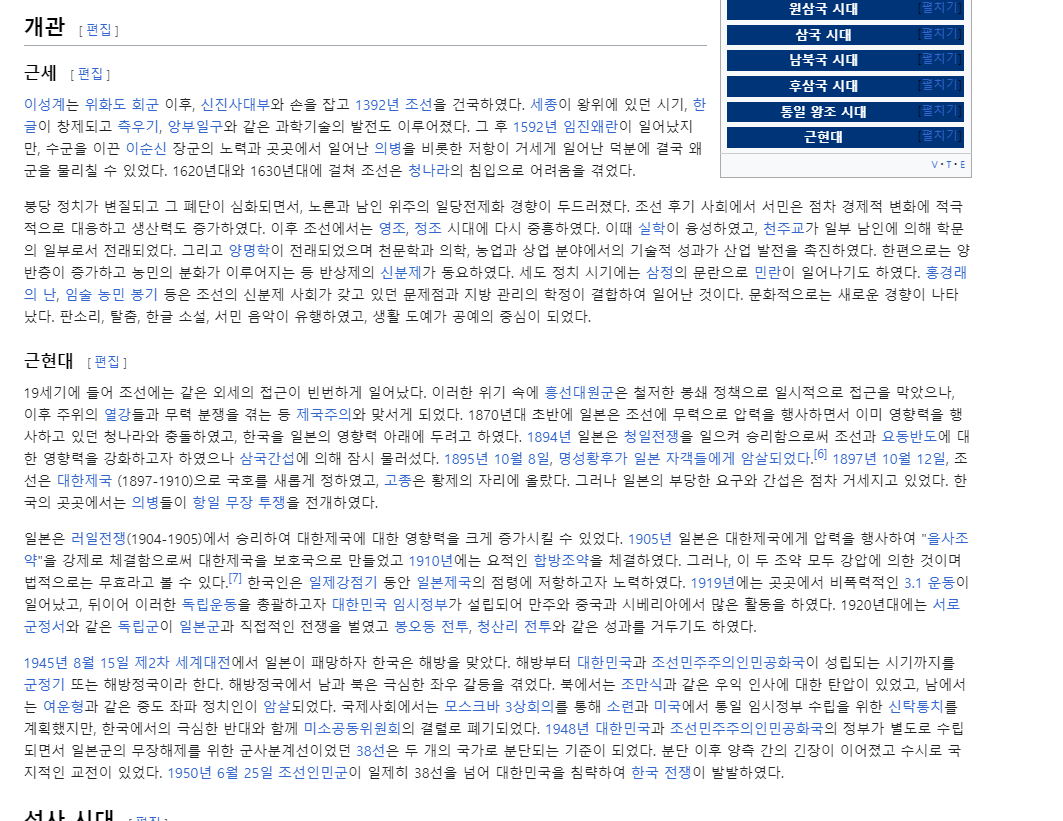 개관 [ 편집 ]
원삼국 시대 [펼치기]
삼국 시대 [펼치기]
남북국 시대 [펼치기]
후삼국 시대 [펼치기]
통일 왕조 시대 [펼치기]
근현대 [펼치기]
V • T • E
근세 [ 편집 ]
이성계는 위화도 회군 이후, 신진사대부와 손을 잡고 1392년 조선을 건국하였다. 세종이 왕위에 있던 시기, 한
글이 창제되고 측우기, 앙부일구와 같은 과학기술의 발전도 이루어졌다. 그 후 1592년 임진왜란이 일어났지
만, 수군을 이끈 이순신 장군의 노력과 곳곳에서 일어난 의병을 비롯한 저항이 거세게 일어난 덕분에 결국 왜
군을 물리칠 수 있었다. 1620년대와 1630년대에 걸쳐 조선은 청나라의 침입으로 어려움을 겪었다.
붕당 정치가 변질되고 그 폐단이 심화되면서, 노론과 남인 위주의 일당전제화 경향이 두드러졌다. 조선 후기 사회에서 서민은 점차 경제적 변화에 적극
적으로 대응하고 생산력도 증가하였다. 이후 조선에서는 영조, 정조 시대에 다시 중흥하였다. 이때 실학이 융성하였고, 천주교가 일부 남인에 의해 학문
의 일부로서 전래되었다. 그리고 양명학이 전래되었으며 천문학과 의학, 농업과 상업 분야에서의 기술적 성과가 산업 발전을 촉진하였다. 한편으로는 양
반층이 증가하고 농민의 분화가 이루어지는 등 반상제의 신분제가 동요하였다. 세도 정치 시기에는 삼정의 문란으로 민란이 일어나기도 하였다. 홍경래
의 난, 임술 농민 봉기 등은 조선의 신분제 사회가 갖고 있던 문제점과 지방 관리의 학정이 결합하여 일어난 것이다. 문화적으로는 새로운 경향이 나타
났다. 판소리, 탈춤, 한글 소설, 서민 음악이 유행하였고, 생활 도예가 공예의 중심이 되었다.
근현대 [ 편집 ]
19세기에 들어 조선에는 같은 외세의 접근이 빈번하게 일어났다. 이러한 위기 속에 흥선대원군은 철저한 봉쇄 정책으로 일시적으로 접근을 막았으나,
이후 주위의 열강들과 무력 분쟁을 겪는 등 제국주의와 맞서게 되었다. 1870년대 초반에 일본은 조선에 무력으로 압력을 행사하면서 이미 영향력을 행
사하고 있던 청나라와 충돌하였고, 한국을 일본의 영향력 아래에 두려고 하였다. 1894년 일본은 청일전쟁을 일으켜 승리함으로써 조선과 요동반도에 대
한 영향력을 강화하고자 하였으나 삼국간섭에 의해 잠시 물러섰다. 1895년 10월 8일, 명성황후가 일본 자객들에게 암살되었다.[6] 1897년 10월 12일, 조
선은 대한제국 (1897-1910)으로 국호를 새롭게 정하였고, 고종은 황제의 자리에 올랐다. 그러나 일본의 부당한 요구와 간섭은 점차 거세지고 있었다. 한
국의 곳곳에서는 의병들이 항일 무장 투쟁을 전개하였다.
일본은 러일전쟁(1904-1905)에서 승리하여 대한제국에 대한 영향력을 크게 증가시킬 수 있었다. 1905년 일본은 대한제국에게 압력을 행사하여 "을사조
약"을 강제로 체결함으로써 대한제국을 보호국으로 만들었고 1910년에는 요적인 합방조약을 체결하였다. 그러나, 이 두 조약 모두 강압에 의한 것이며
법적으로는 무효라고 볼 수 있다.[7] 한국인은 일제강점기 동안 일본제국의 점령에 저항하고자 노력하였다. 1919년에는 곳곳에서 비폭력적인 3.1 운동이
일어났고, 뒤이어 이러한 독립운동을 총괄하고자 대한민국 임시정부가 설립되어 만주와 중국과 시베리아에서 많은 활동을 하였다. 1920년대에는 서로
군정서와 같은 독립군이 일본군과 직접적인 전쟁을 벌였고 봉오동 전투, 청산리 전투와 같은 성과를 거두기도 하였다.
1945년 8월 15일 제2차 세계대전에서 일본이 패망하자 한국은 해방을 맞았다. 해방부터 대한민국과 조선민주주의인민공화국이 성립되는 시기까지를
군정기 또는 해방정국이라 한다. 해방정국에서 남과 북은 극심한 좌우 갈등을 겪었다. 북에서는 조만식과 같은 우익 인사에 대한 탄압이 있었고, 남에서
는 여운형과 같은 중도 좌파 정치인이 암살되었다. 국제사회에서는 모스크바 3상회의를 통해 소련과 미국에서 통일 임시정부 수립을 위한 신탁통치를
계획했지만, 한국에서의 극심한 반대와 함께 미소공동위원회의 결렬로 폐기되었다. 1948년 대한민국과 조선민주주의인민공화국의 정부가 별도로 수립
되면서 일본군의 무장해제를 위한 군사분계선이었던 38선은 두 개의 국가로 분단되는 기준이 되었다. 분단 이후 양측 간의 긴장이 이어졌고 수시로 국
지적인 교전이 있었다. 1950년 6월 25일 조선인민군이 일제히 38선을 넘어 대한민국을 침략하여 한국 전쟁이 발발하였다.
선사 시대 [ 편집 ]